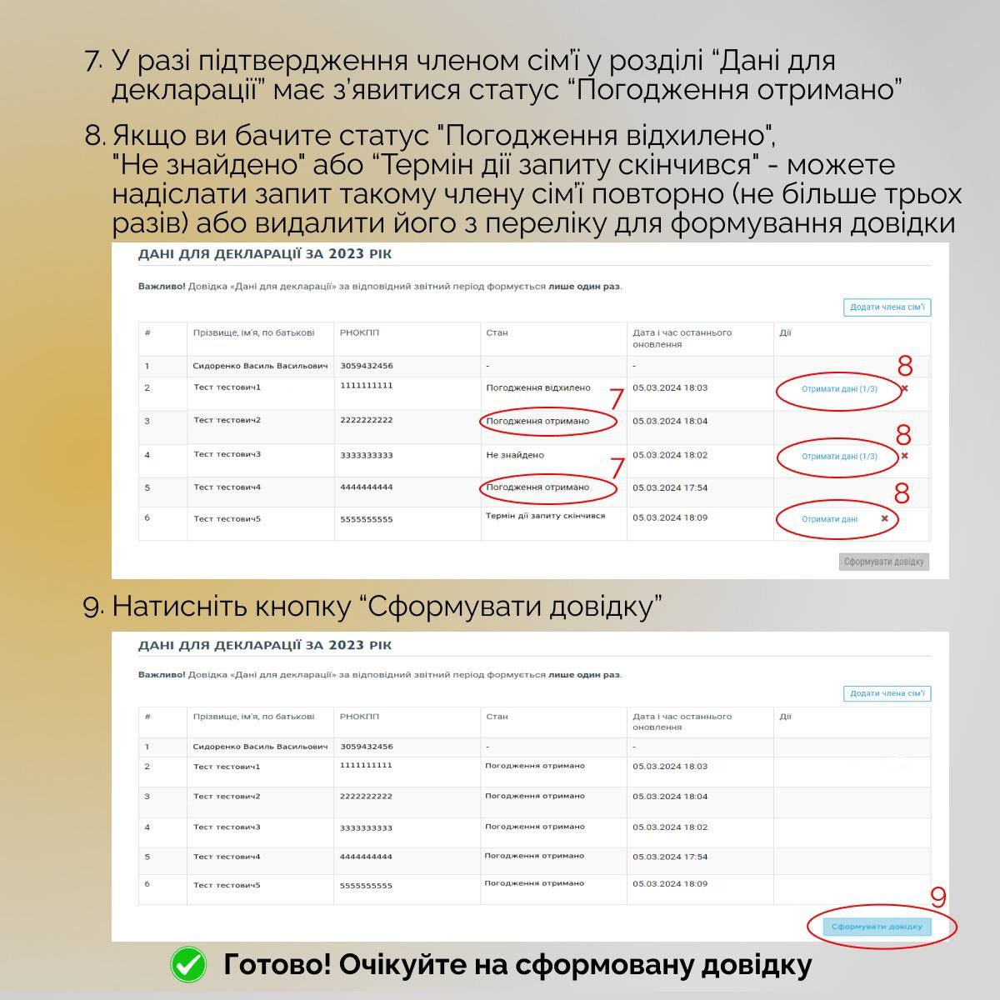 7. У разі підтвердження членом сім'ї у розділі “Дані для
декларації” має з'явитися статус “Погодження отримано”
8. Якщо ви бачите статус "Погодження відхилено",
"Не знайдено" або “Термін дії запиту скінчився" - можете
надіслати запит такому члену сім'ї повторно (не більше трьох
разів) або видалити його з переліку для формування довідки
ДАНІ ДЛЯ ДЕКЛАРАЦІЇ ЗА 2023 РІК
Важливо! Довідка «Дані для декларації» за відповідний звітний період формується лише один раз.
Додати члена сім'ї
# Прізвище, ім'я, по батькові РНОКПП Стан Дата і час останнього оновлення Дії
1 Сидоренко Василь Васильович 3059432456 - -
8
2 Тест тестович1 1111111111 Погодження відхилено 05.03.2024 18:03 Отримати дані (1/3) ✖
7
3 Тест тестович2 2222222222 Погодження отримано 05.03.2024 18:04
8
4 Тест тестович3 3333333333 Не знайдено 05.03.2024 18:02 Отримати дані (1/3) ✖
7
5 Тест тестович4 4444444444 Погодження отримано 05.03.2024 17:54
8
6 Тест тестович5 5555555555 Термін дії запиту скінчився 05.03.2024 18:09 Отримати дані ✖
Сформувати довідку
9. Натисніть кнопку “Сформувати довідку”
ДАНІ ДЛЯ ДЕКЛАРАЦІЇ ЗА 2023 РІК
Важливо! Довідка «Дані для декларації» за відповідний звітний період формується лише один раз.
Додати члена сім'ї
# Прізвище, ім'я, по батькові РНОКПП Стан Дата і час останнього оновлення Дії
1 Сидоренко Василь Васильович 3059432456 - -
2 Тест тестович1 1111111111 Погодження отримано 05.03.2024 18:03
3 Тест тестович2 2222222222 Погодження отримано 05.03.2024 18:04
4 Тест тестович3 3333333333 Погодження отримано 05.03.2024 18:02
5 Тест тестович4 4444444444 Погодження отримано 05.03.2024 17:54
6 Тест тестович5 5555555555 Погодження отримано 05.03.2024 18:09
9
Сформувати довідку
Готово! Очікуйте на сформовану довідку